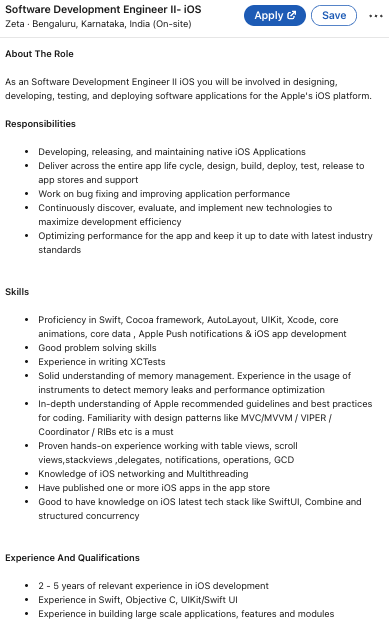 Software Development Engineer II- iOS
Zeta · Bengaluru, Karnataka, India (On-site)
Apply
Save
About The Role
As an Software Development Engineer II iOS you will be involved in designing,
developing, testing, and deploying software applications for the Apple's iOS platform.
Responsibilities
• Developing, releasing, and maintaining native iOS Applications
• Deliver across the entire app life cycle, design, build, deploy, test, release to
app stores and support
• Work on bug fixing and improving application performance
• Continuously discover, evaluate, and implement new technologies to
maximize development efficiency
• Optimizing performance for the app and keep it up to date with latest industry
standards
Skills
• Proficiency in Swift, Cocoa framework, AutoLayout, UIKit, Xcode, core
animations, core data , Apple Push notifications & iOS app development
• Good problem solving skills
• Experience in writing XCTests
• Solid understanding of memory management. Experience in the usage of
instruments to detect memory leaks and performance optimization
• In-depth understanding of Apple recommended guidelines and best practices
for coding. Familiarity with design patterns like MVC/MVVM / VIPER /
Coordinator / RIBs etc is a must
• Proven hands-on experience working with table views, scroll
views,stackviews ,delegates, notifications, operations, GCD
• Knowledge of iOS networking and Multithreading
• Have published one or more iOS apps in the app store
• Good to have knowledge on iOS latest tech stack like SwiftUI, Combine and
structured concurrency
Experience And Qualifications
• 2 - 5 years of relevant experience in iOS development
• Experience in Swift, Objective C, UIKit/Swift UI
• Experience in building large scale applications, features and modules